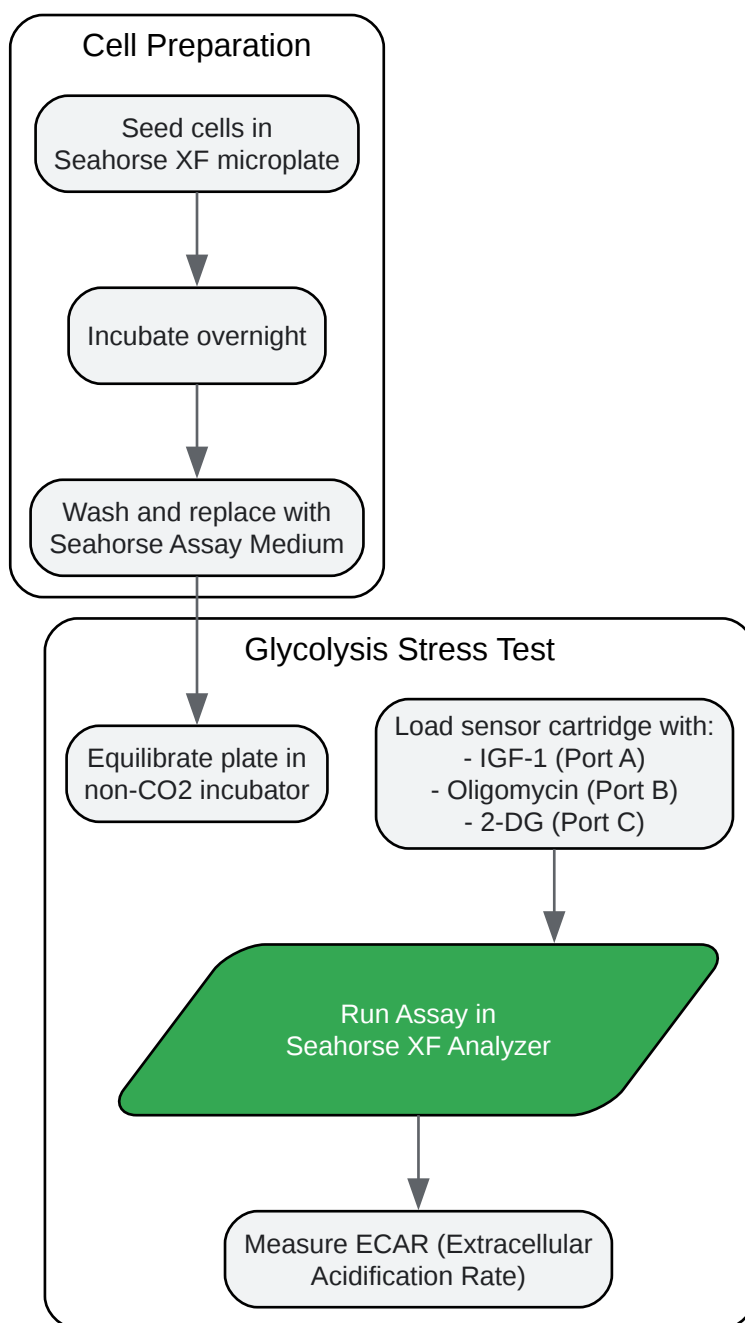 Cell Preparation
Seed cells in
Seahorse XF microplate
Incubate overnight
Wash and replace with
Seahorse Assay Medium
Glycolysis Stress Test
Equilibrate plate in
non-CO2 incubator
Load sensor cartridge with:
- IGF-1 (Port A)
- Oligomycin (Port B)
- 2-DG (Port C)
Run Assay in
Seahorse XF Analyzer
Measure ECAR (Extracellular
Acidification Rate)